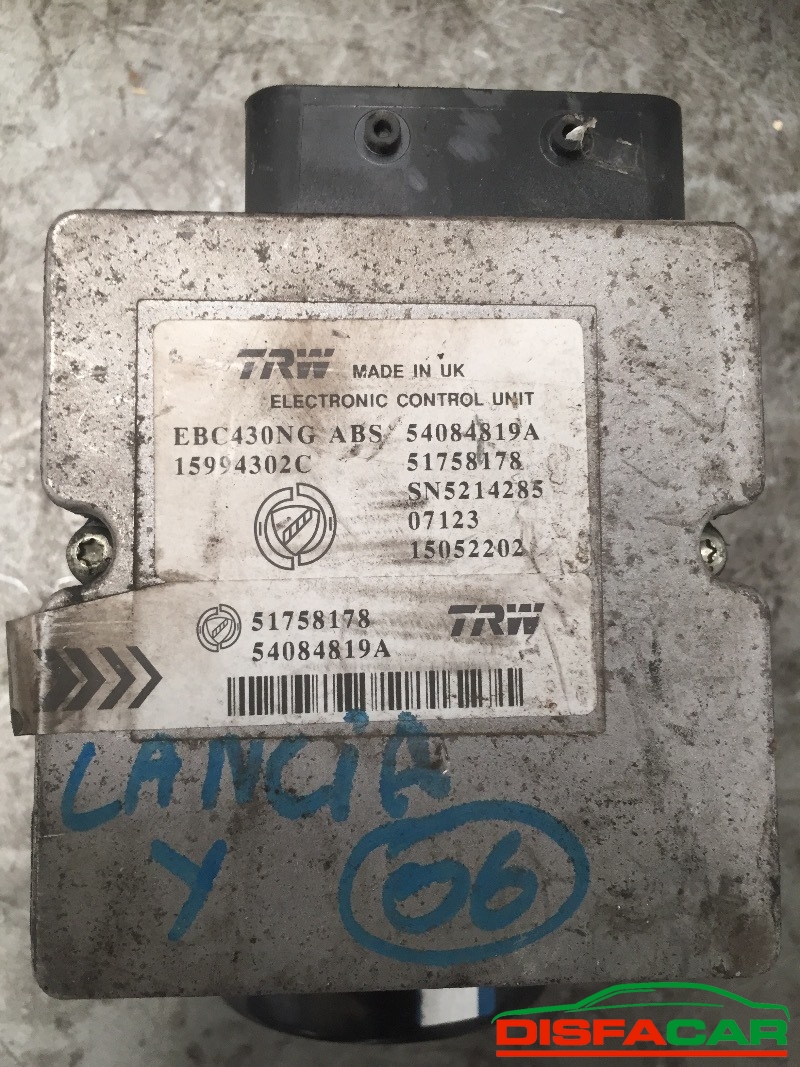 TRW MADE IN UK
ELECTRONIC CONTROL UNIT
EBC430NG ABS 54084819A
15994302C 51758178
SN5214285
07123
15052202
51758178 TRW
54084819A
LANCiA
Y 06
DISFACAR